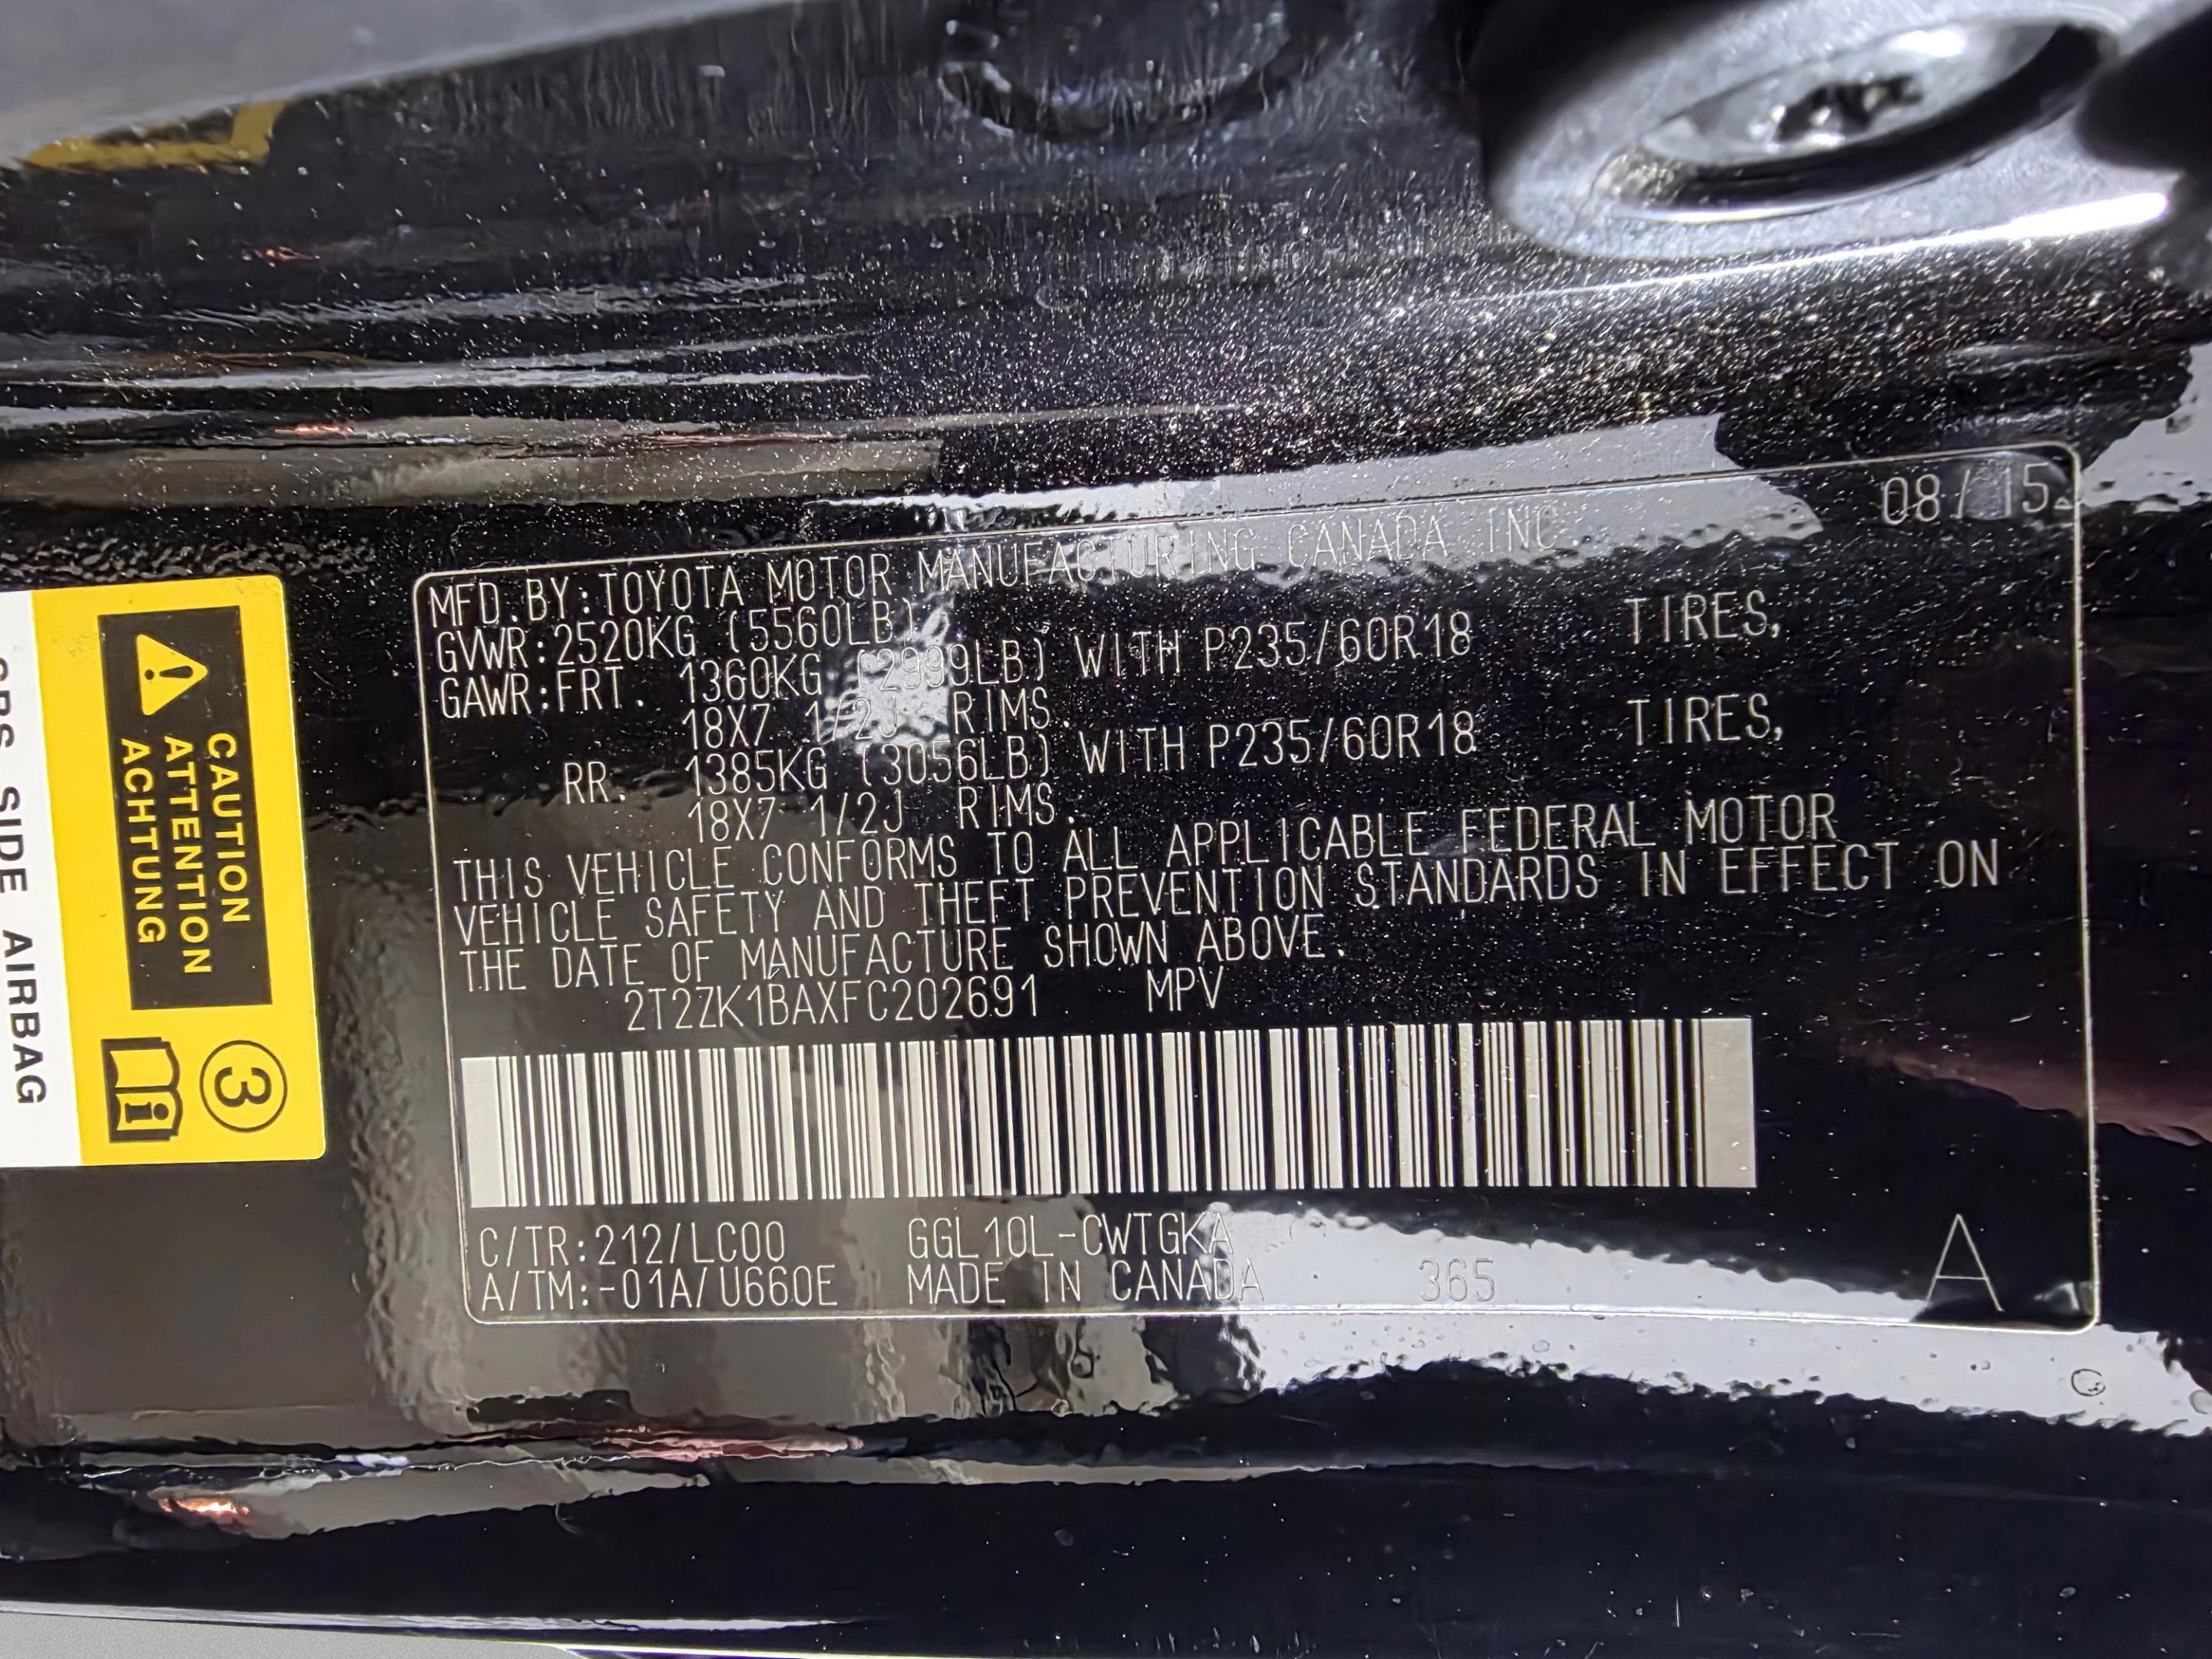 08/15
MFD.BY:TOYOTA MOTOR MANUFACTURING CANADA INC.
GVWR:2520KG (5560LB)
GAWR:FRT. 1360KG (2999LB) WITH P235/60R18 TIRES,
18X7 1/2J RIMS.
RR. 1385KG (3056LB) WITH P235/60R18 TIRES,
18X7 1/2J RIMS.
THIS VEHICLE CONFORMS TO ALL APPLICABLE FEDERAL MOTOR
VEHICLE SAFETY AND THEFT PREVENTION STANDARDS IN EFFECT ON
THE DATE OF MANUFACTURE SHOWN ABOVE.
2T2ZK1BAXFC202691 MPV
C/TR:212/LC00 GGL10L-CWTGKA
A/TM:-01A/U660E MADE IN CANADA 365 A
CAUTION
ATTENTION
ACHTUNG
3
i
SIDE AIRBAG